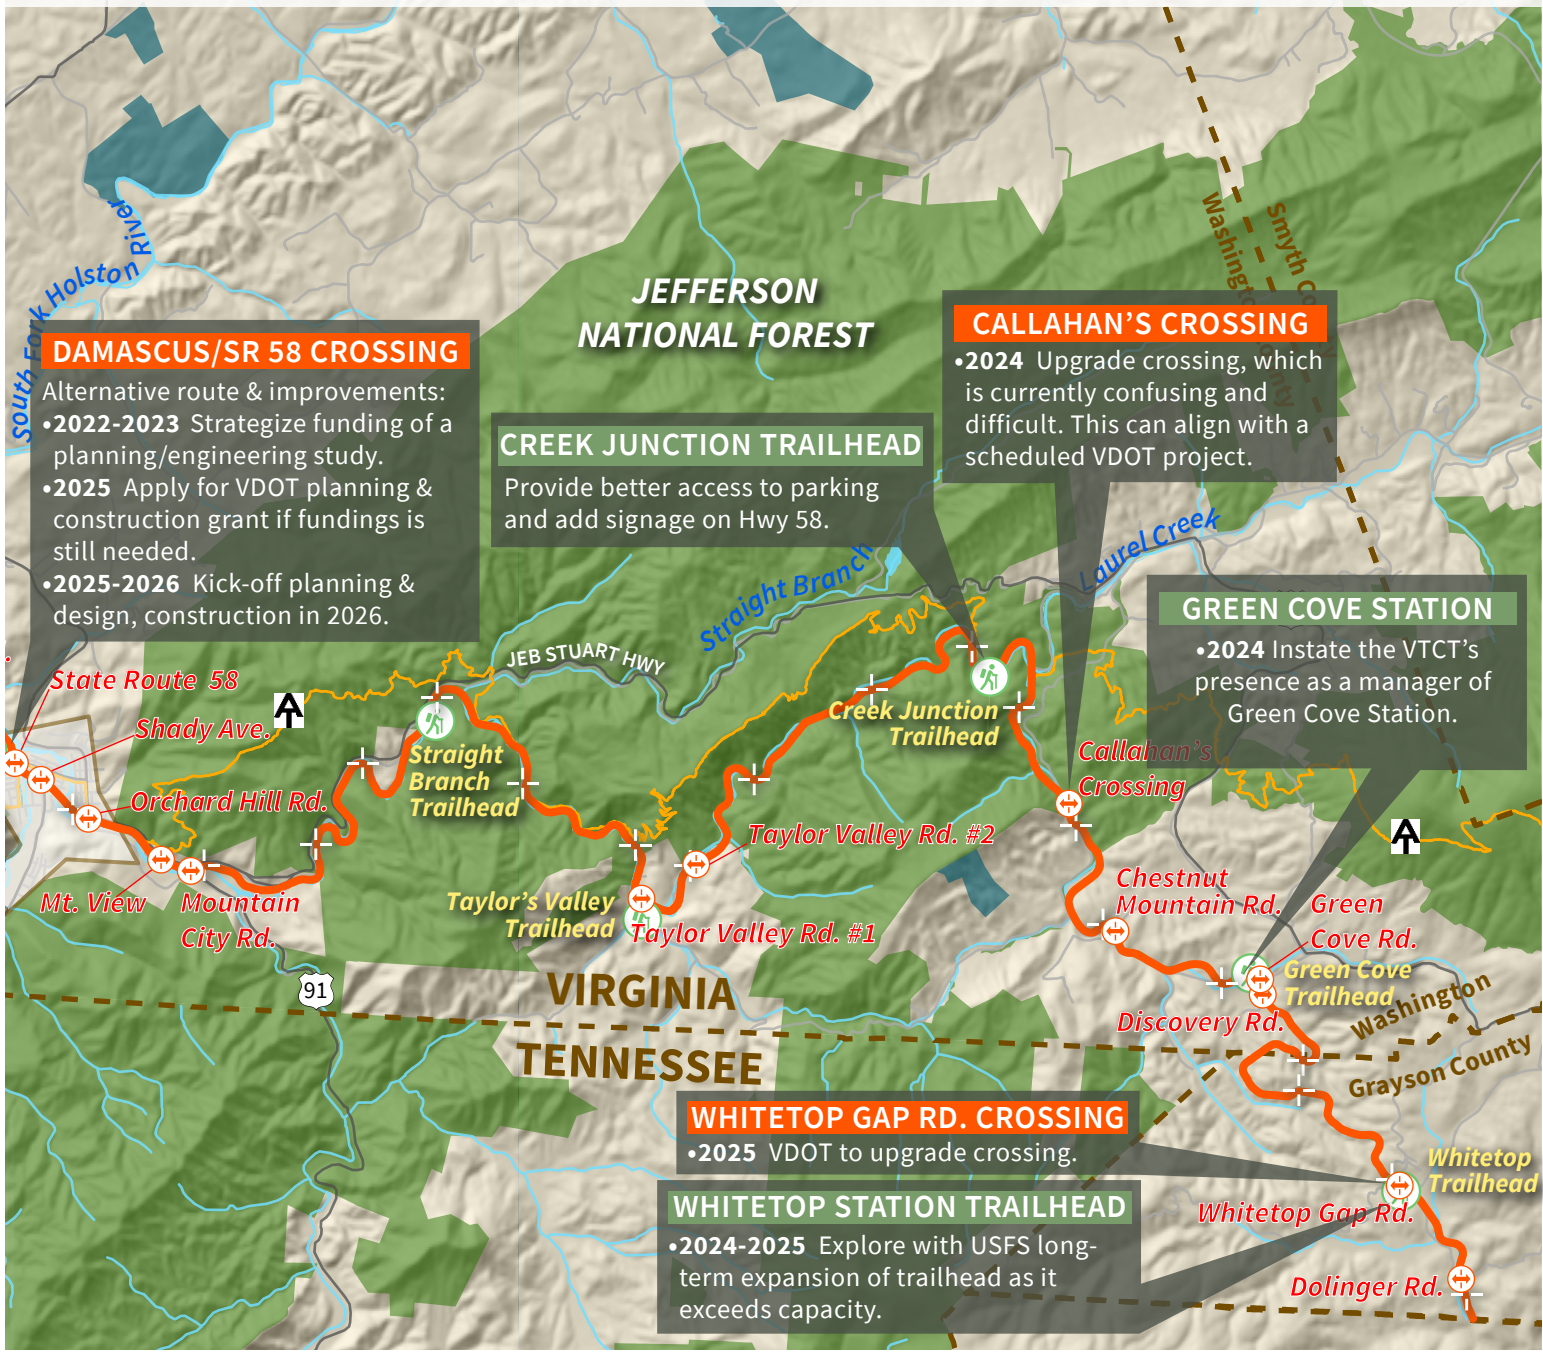 South Fork Holston River
Washington County
Smyth County
JEFFERSON
NATIONAL FOREST
DAMASCUS/SR 58 CROSSING
Alternative route & improvements:
•2022-2023 Strategize funding of a
planning/engineering study.
•2025 Apply for VDOT planning &
construction grant if fundings is
still needed.
•2025-2026 Kick-off planning &
design, construction in 2026.
CREEK JUNCTION TRAILHEAD
Provide better access to parking
and add signage on Hwy 58.
CALLAHAN’S CROSSING
•2024 Upgrade crossing, which
is currently confusing and
difficult. This can align with a
scheduled VDOT project.
Straight Branch
Laurel Creek
GREEN COVE STATION
•2024 Instate the VTCT’s
presence as a manager of
Green Cove Station.
JEB STUART HWY
State Route 58
Shady Ave.
Orchard Hill Rd.
Mt. View
Mountain
City Rd.
Straight
Branch
Trailhead
Creek Junction
Trailhead
Callahan’s
Crossing
Taylor Valley Rd. #2
Taylor’s Valley
Trailhead
Taylor Valley Rd. #1
Chestnut
Mountain Rd.
Green
Cove Rd.
Green Cove
Trailhead
Discovery Rd.
91
VIRGINIA
TENNESSEE
Washington
Grayson County
WHITETOP GAP RD. CROSSING
•2025 VDOT to upgrade crossing.
WHITETOP STATION TRAILHEAD
•2024-2025 Explore with USFS long-
term expansion of trailhead as it
exceeds capacity.
Whitetop
Trailhead
Whitetop Gap Rd.
Dolinger Rd.